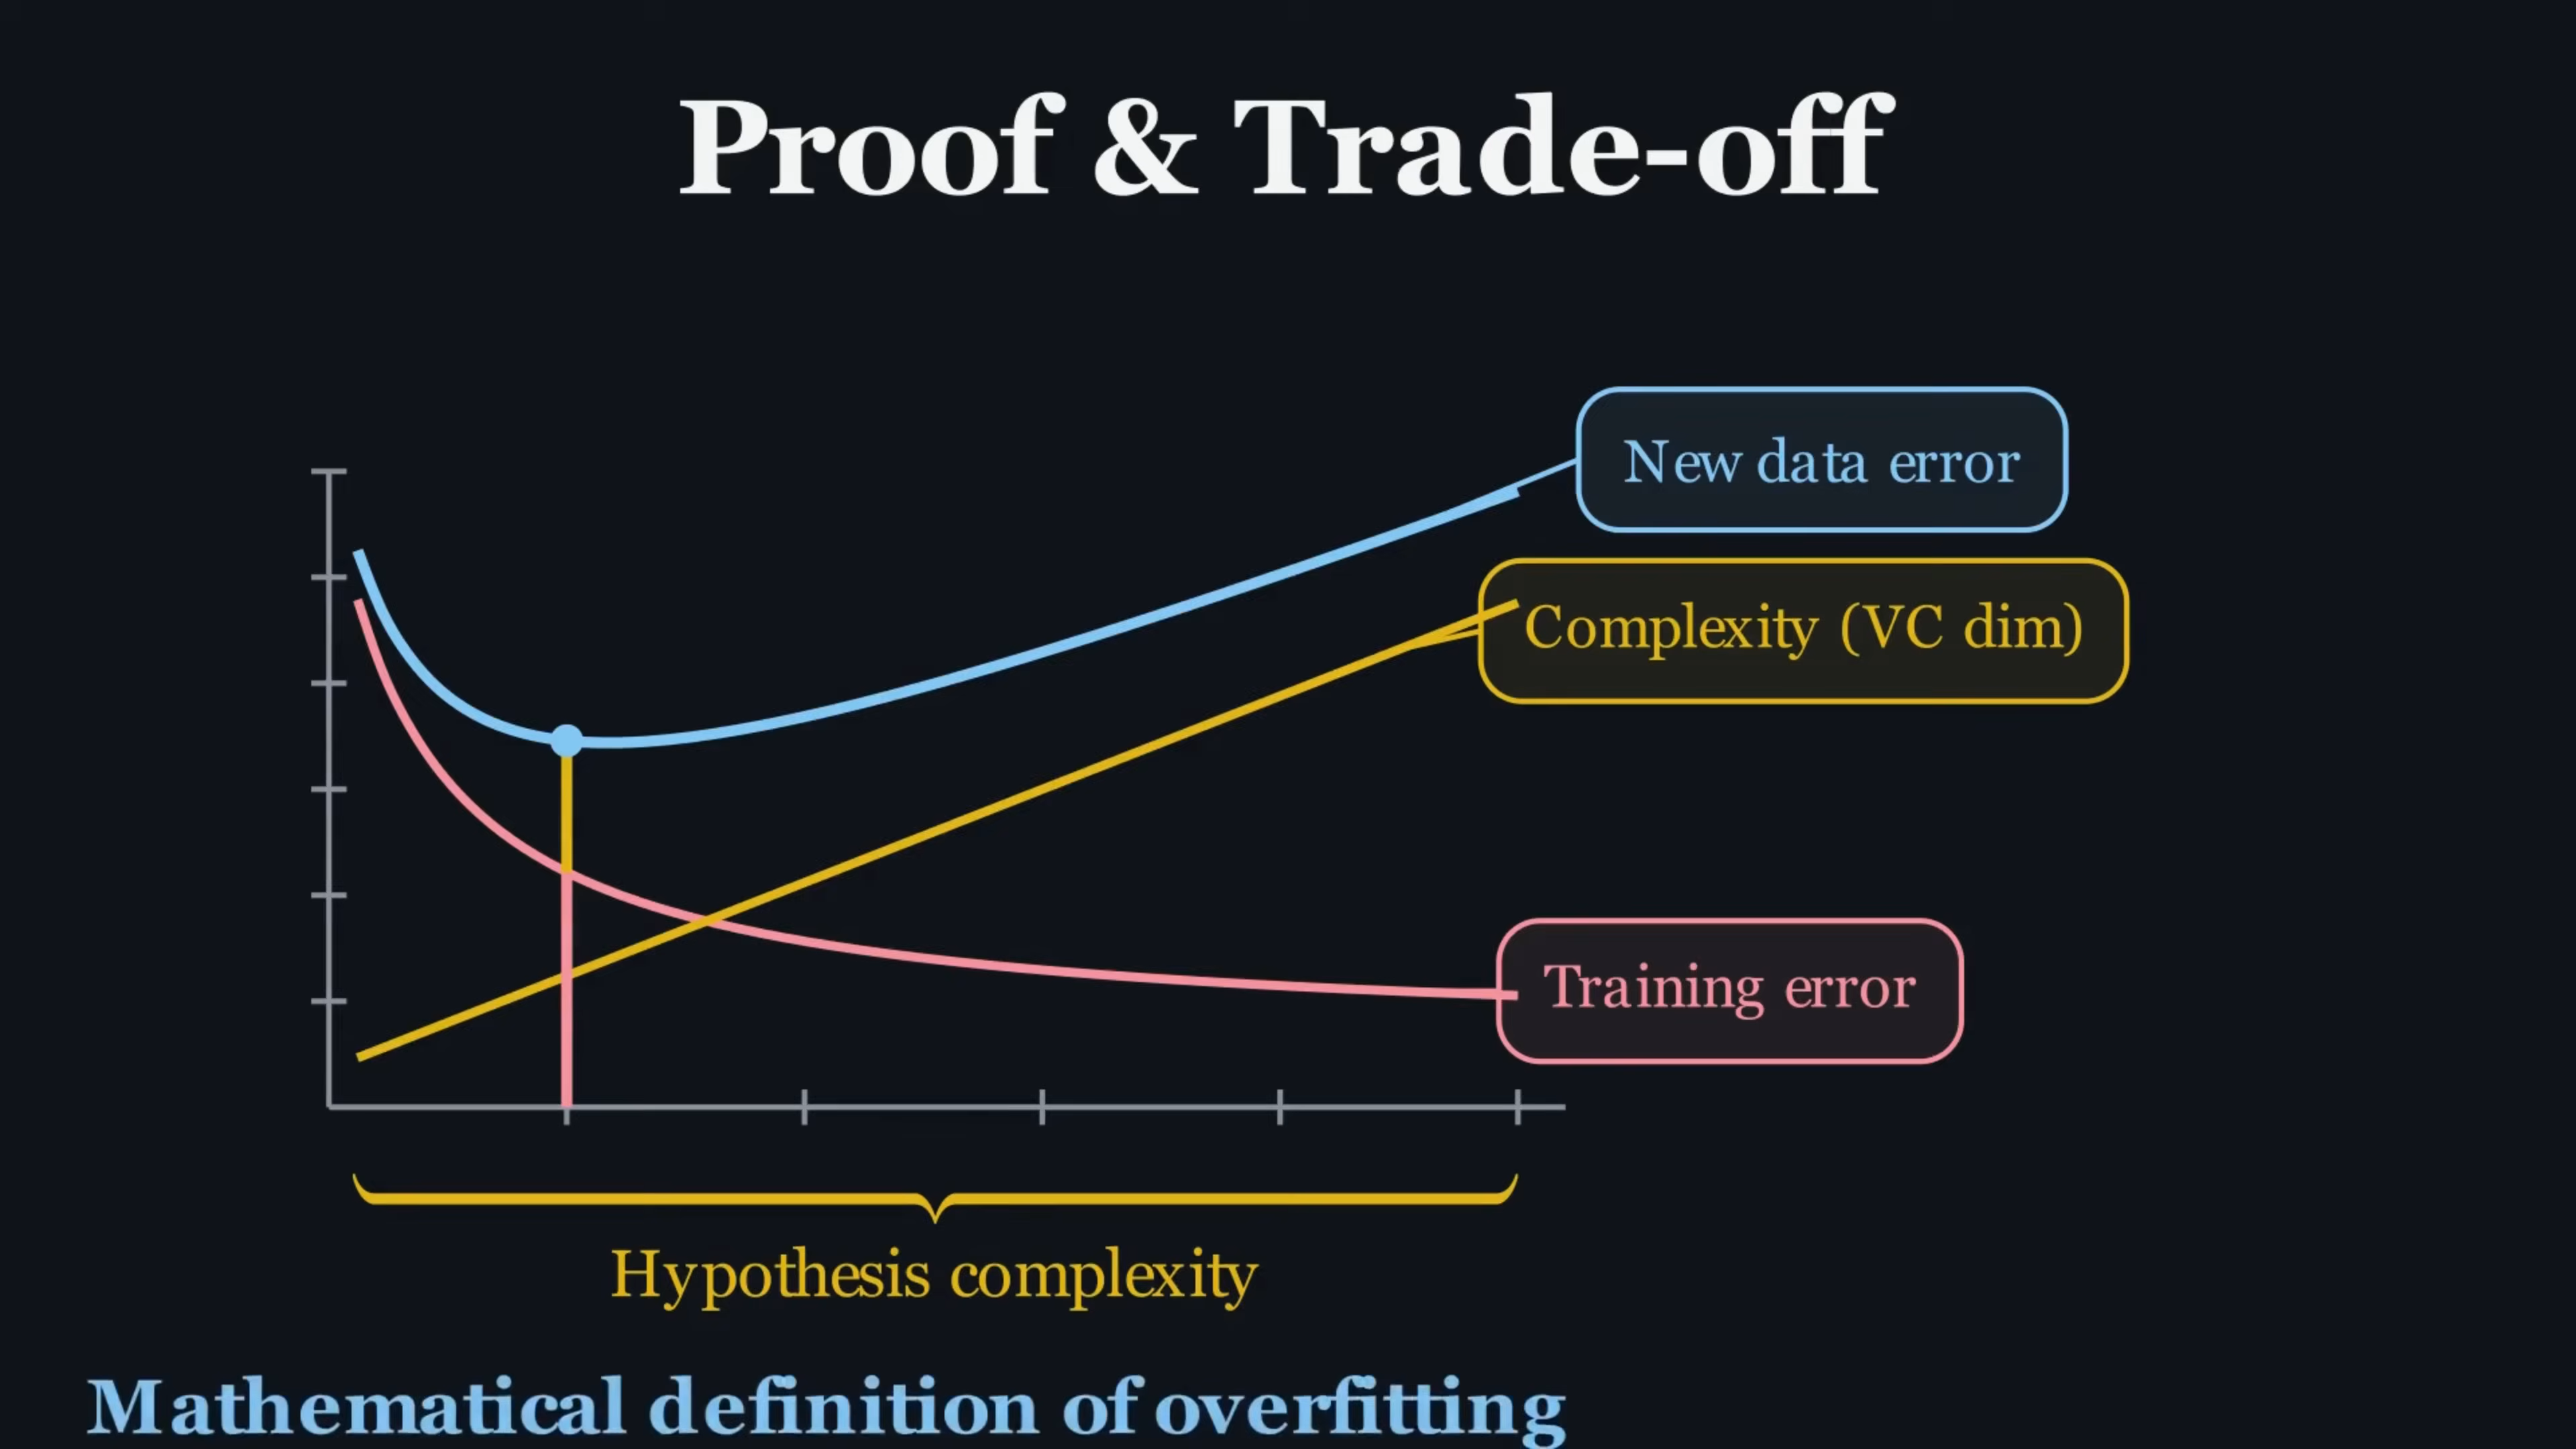 Proof & Trade-off
New data error
Complexity (VC dim)
Training error
Hypothesis complexity
Mathematical definition of overfitting